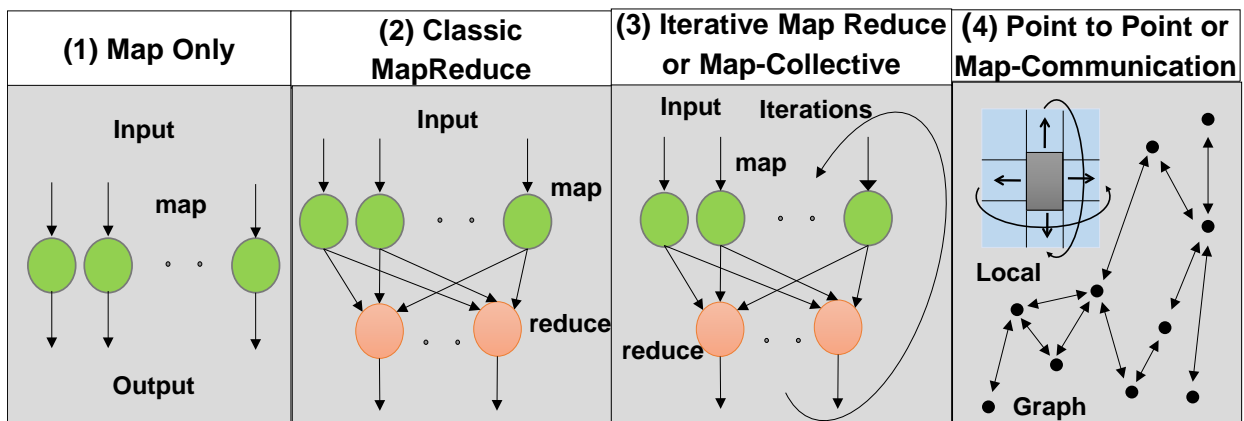 (1) Map Only
Input
map
Output
(2) Classic
MapReduce
Input
map
reduce
(3) Iterative Map Reduce
or Map-Collective
Input
Iterations
map
reduce
(4) Point to Point or
Map-Communication
Local
Graph